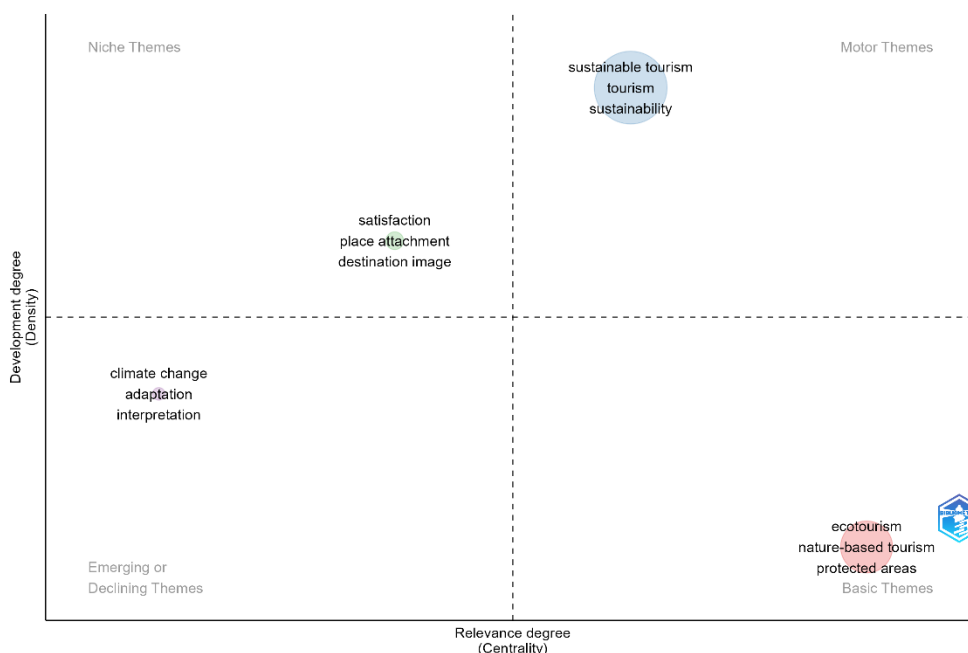 Niche Themes
Motor Themes
sustainable tourism
tourism
sustainability
satisfaction
place attachment
destination image
Development degree
(Density)
climate change
adaptation
interpretation
ecotourism
nature-based tourism
protected areas
Emerging or
Declining Themes
Basic Themes
Relevance degree
(Centrality)